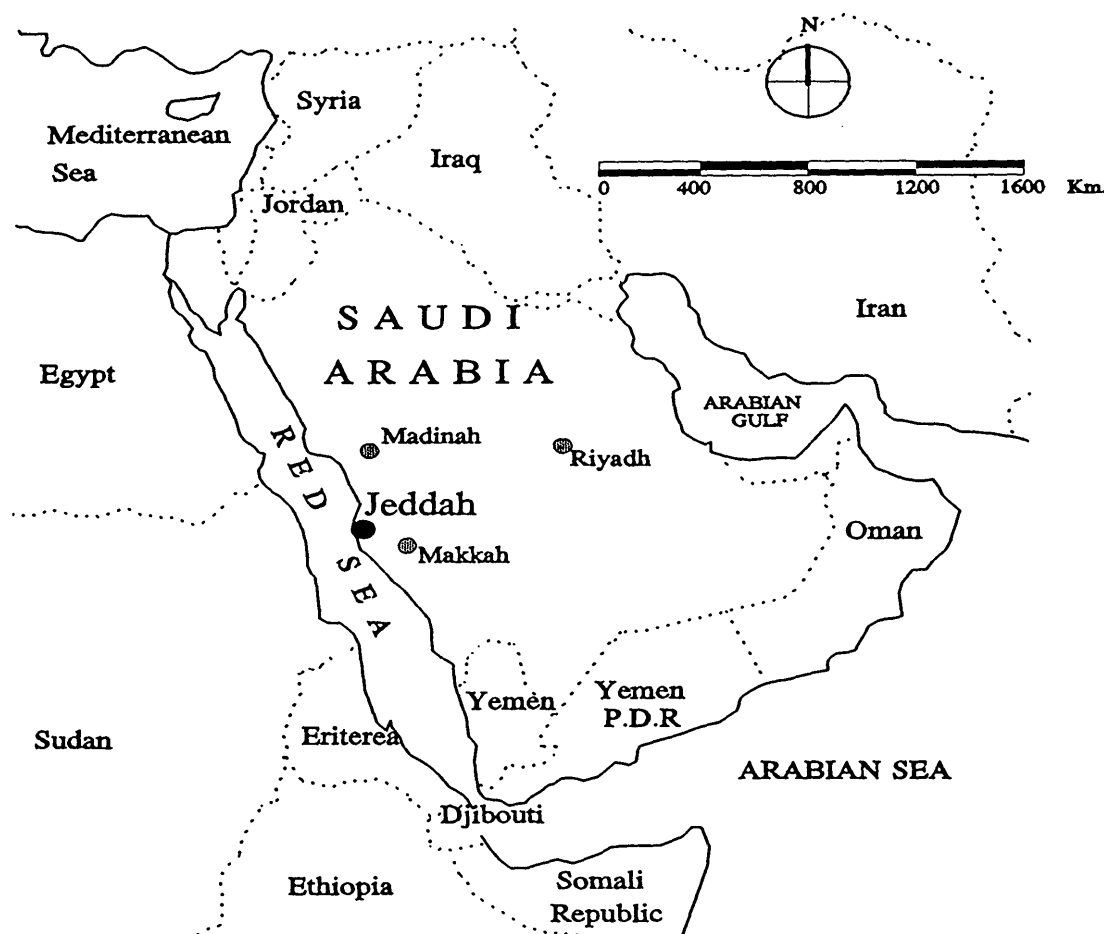 N
Syria
Mediterranean
Sea
Iraq
0 400 800 1200 1600 Km.
Jordan
SAUDI
ARABIA
Iran
Egypt
ARABIAN
GULF
RED SEA
Madinah
Riyadh
Jeddah
Makkah
Oman
Yemen
Yemen
P.D.R
Sudan
Eriterea
ARABIAN SEA
Djibouti
Ethiopia
Somali
Republic